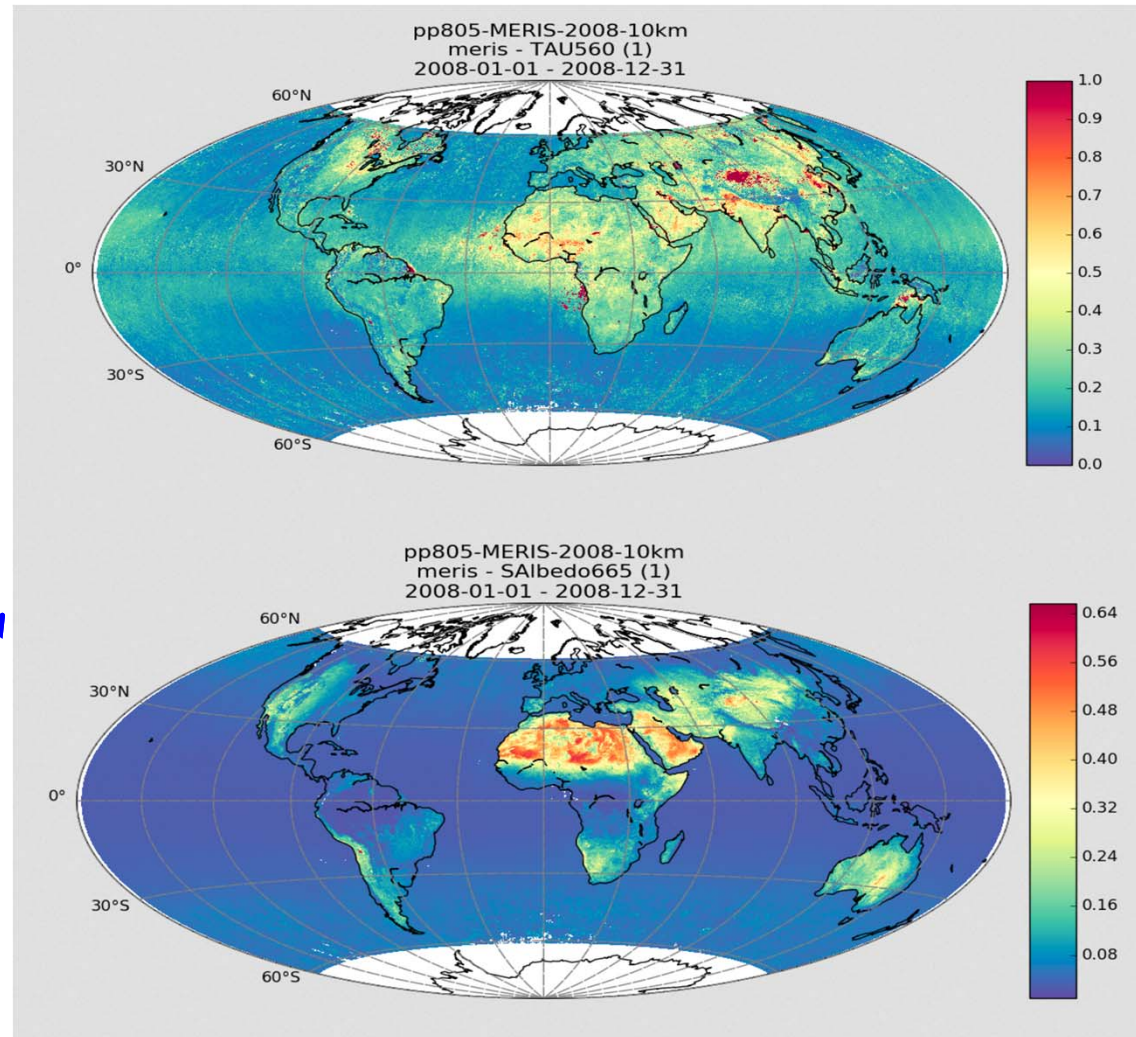 pp805-MERIS-2008-10km
meris - TAU560 (1)
2008-01-01 - 2008-12-31
60°N
30°N
0°
30°S
60°S
1.0
0.9
0.8
0.7
0.6
0.5
0.4
0.3
0.2
0.1
0.0
pp805-MERIS-2008-10km
meris - SAlbedo665 (1)
2008-01-01 - 2008-12-31
60°N
30°N
0°
30°S
60°S
0.64
0.56
0.48
0.40
0.32
0.24
0.16
0.08